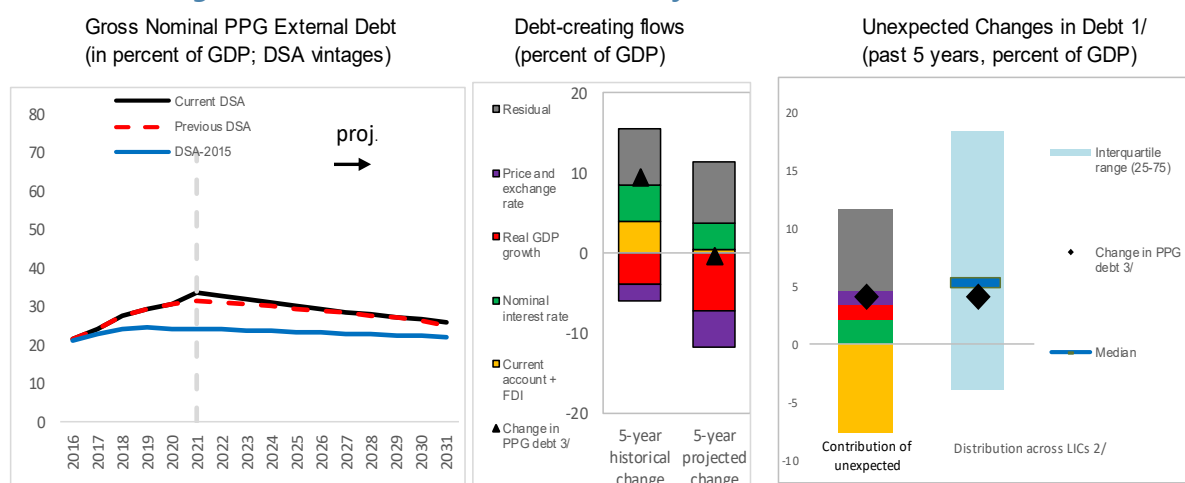 Gross Nominal PPG External Debt
(in percent of GDP; DSA vintages)
Current DSA
Previous DSA
DSA-2015
proj.
80
70
60
50
40
30
20
10
0
2016
2017
2018
2019
2020
2021
2022
2023
2024
2025
2026
2027
2028
2029
2030
2031
Debt-creating flows
(percent of GDP)
Residual
Price and
exchange
rate
Real GDP
growth
Nominal
interest rate
Current
account +
FDI
Change in
PPG debt 3/
20
10
0
-10
-20
5-year
historical
change
5-year
projected
change
Unexpected Changes in Debt 1/
(past 5 years, percent of GDP)
20
15
10
5
0
-5
-10
Interquartile
range (25-75)
Change in PPG
debt 3/
Median
Contribution of
unexpected
Distribution across LICs 2/